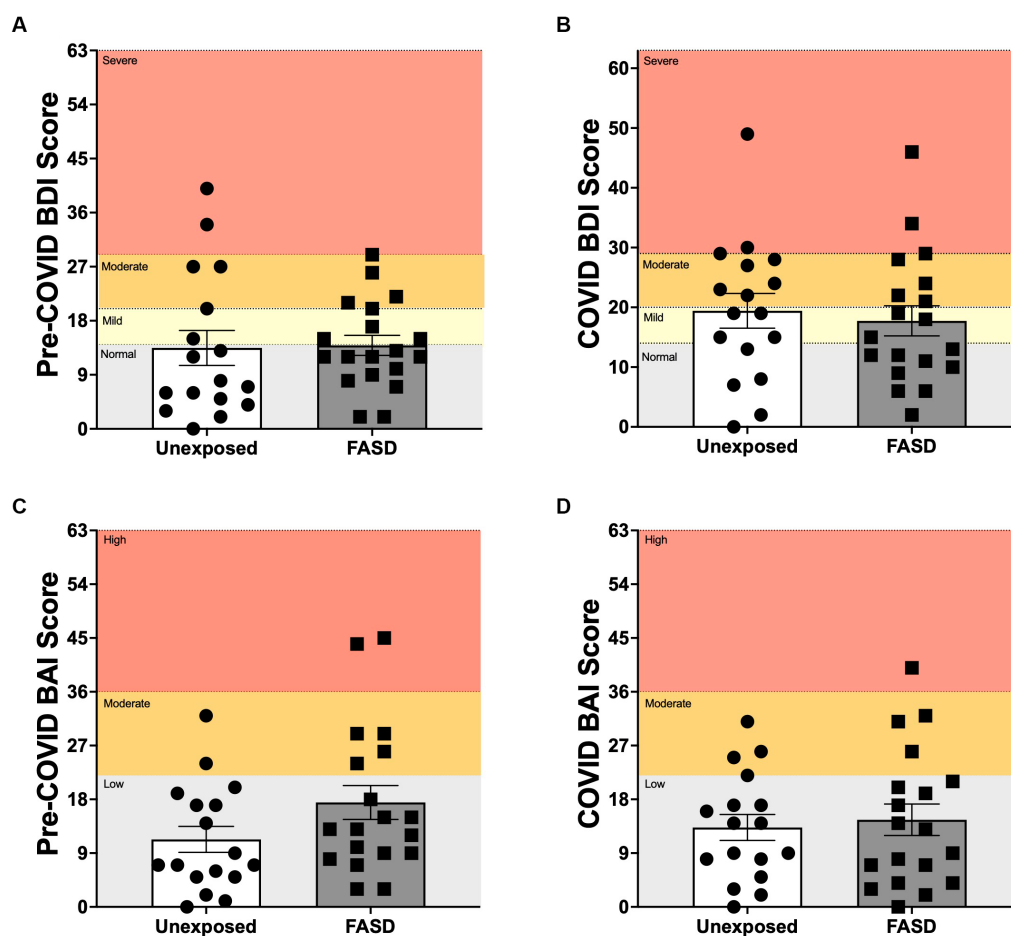 A
Pre-COVID BDI Score
63
54
45
36
27
18
9
0
Severe
Moderate
Mild
Normal
Unexposed
FASD
B
COVID BDI Score
60
50
40
30
20
10
0
Severe
Moderate
Mild
Normal
Unexposed
FASD
C
Pre-COVID BAI Score
63
54
45
36
27
18
9
0
High
Moderate
Low
Unexposed
FASD
D
COVID BAI Score
63
54
45
36
27
18
9
0
High
Moderate
Low
Unexposed
FASD